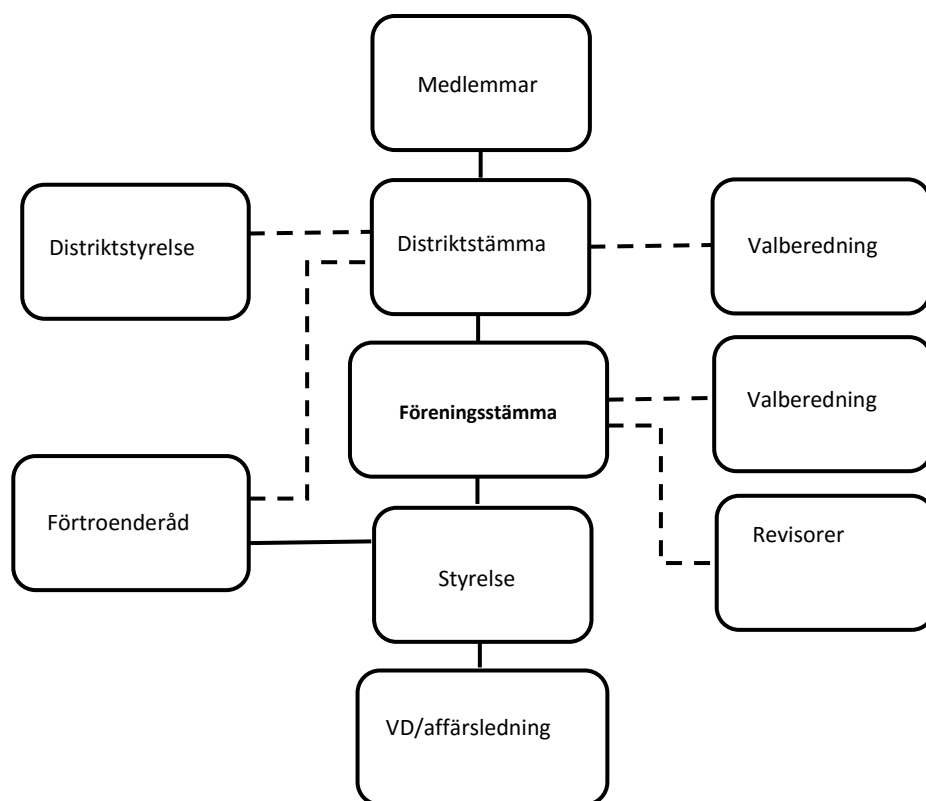 Medlemmar
Distriktstyrelse
Distriktstämma
Valberedning
Föreningsstämma
Valberedning
Förtroenderåd
Styrelse
Revisorer
VD/affärsledning